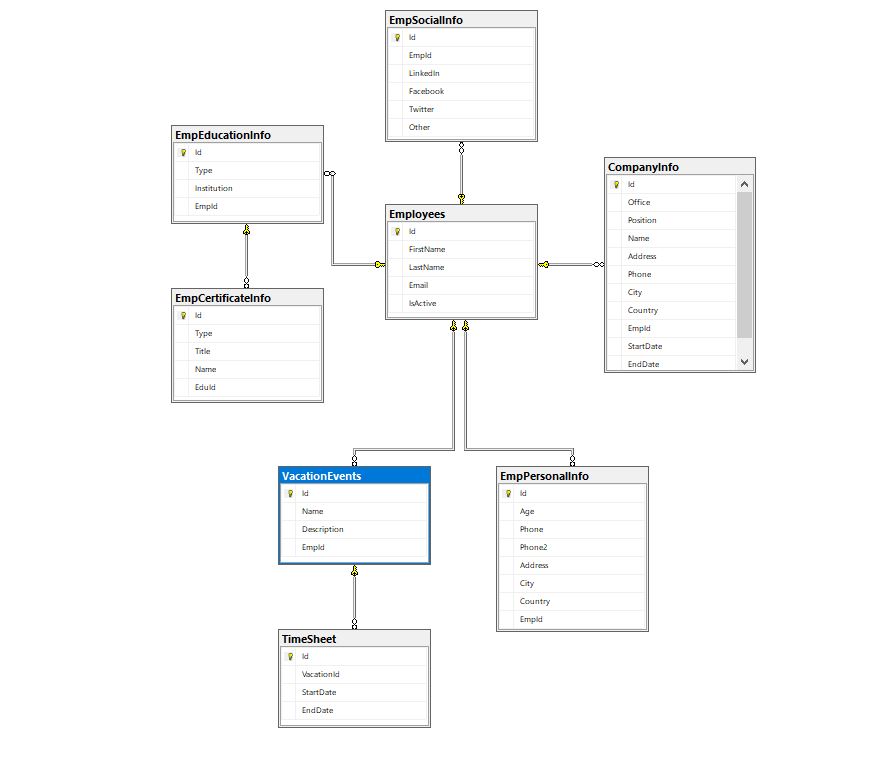 EmpSocialInfo
Id
EmpId
LinkedIn
Facebook
Twitter
Other
EmpEducationInfo
Id
Type
Institution
EmpId
CompanyInfo
Id
Office
Position
Name
Address
Phone
City
Country
EmpId
StartDate
EndDate
Employees
Id
FirstName
LastName
Email
IsActive
EmpCertificateInfo
Id
Type
Title
Name
EduId
VacationEvents
Id
Name
Description
EmpId
EmpPersonalInfo
Id
Age
Phone
Phone2
Address
City
Country
EmpId
TimeSheet
Id
VacationId
StartDate
EndDate